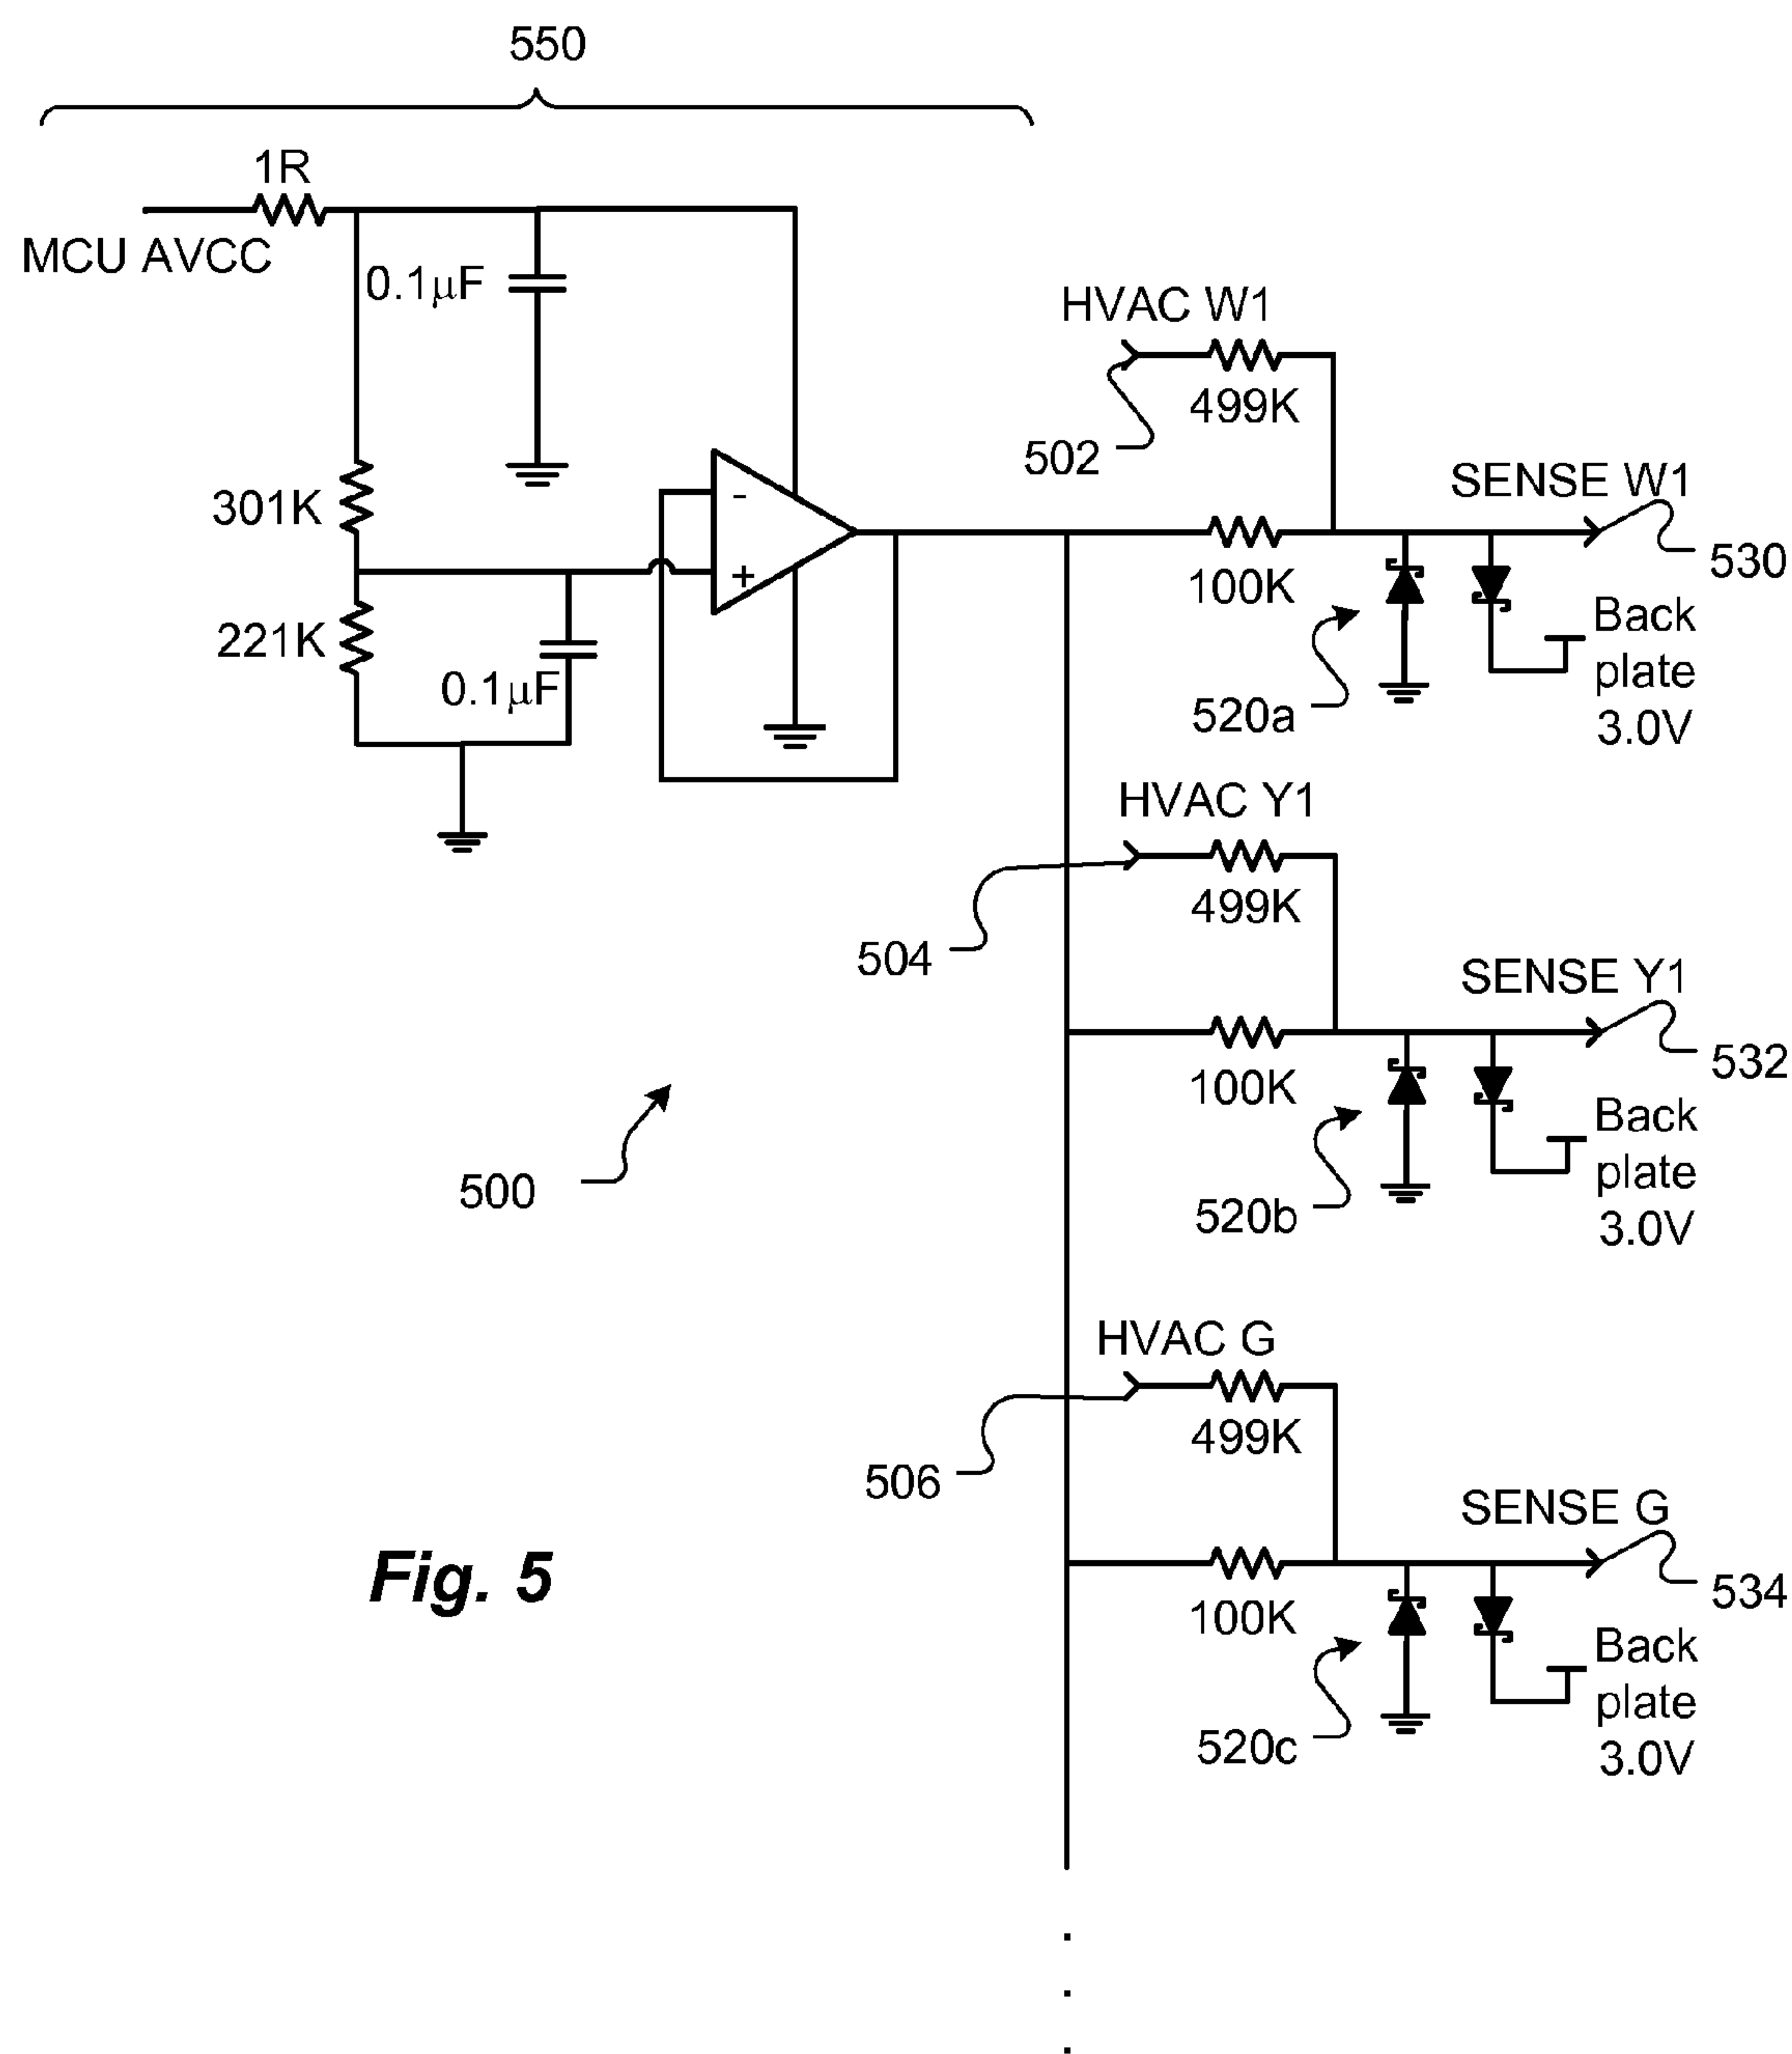 550
1R
MCU AVCC
0.1µF
301K
221K
0.1µF
-
+
HVAC W1
499K
502
SENSE W1
530
100K
520a
Back
plate
3.0V
HVAC Y1
499K
504
SENSE Y1
532
100K
520b
Back
plate
3.0V
500
HVAC G
499K
506
SENSE G
534
100K
520c
Back
plate
3.0V
Fig. 5